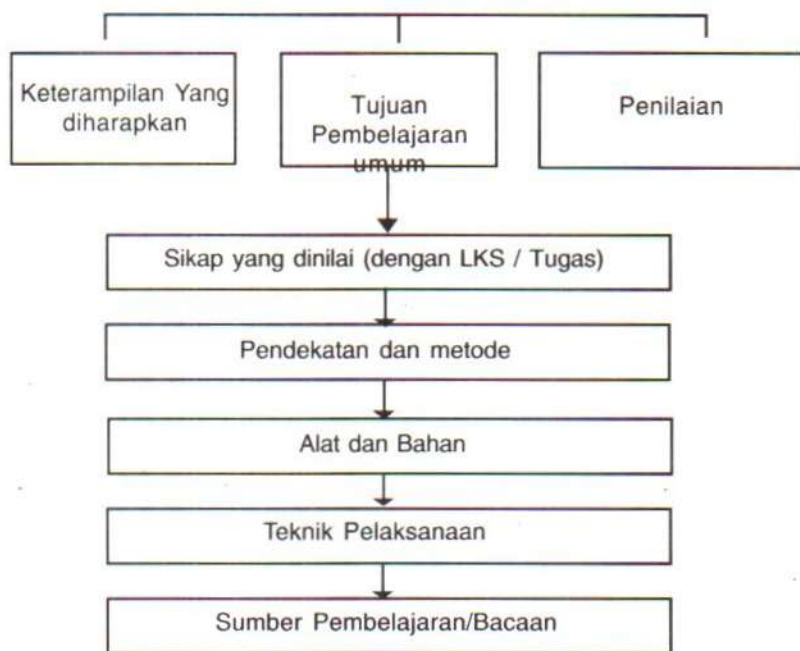 Keterampilan Yang
diharapkan
Tujuan
Pembelajaran
umum
Penilaian
Sikap yang dinilai (dengan LKS / Tugas)
Pendekatan dan metode
Alat dan Bahan
Teknik Pelaksanaan
Sumber Pembelajaran/Bacaan